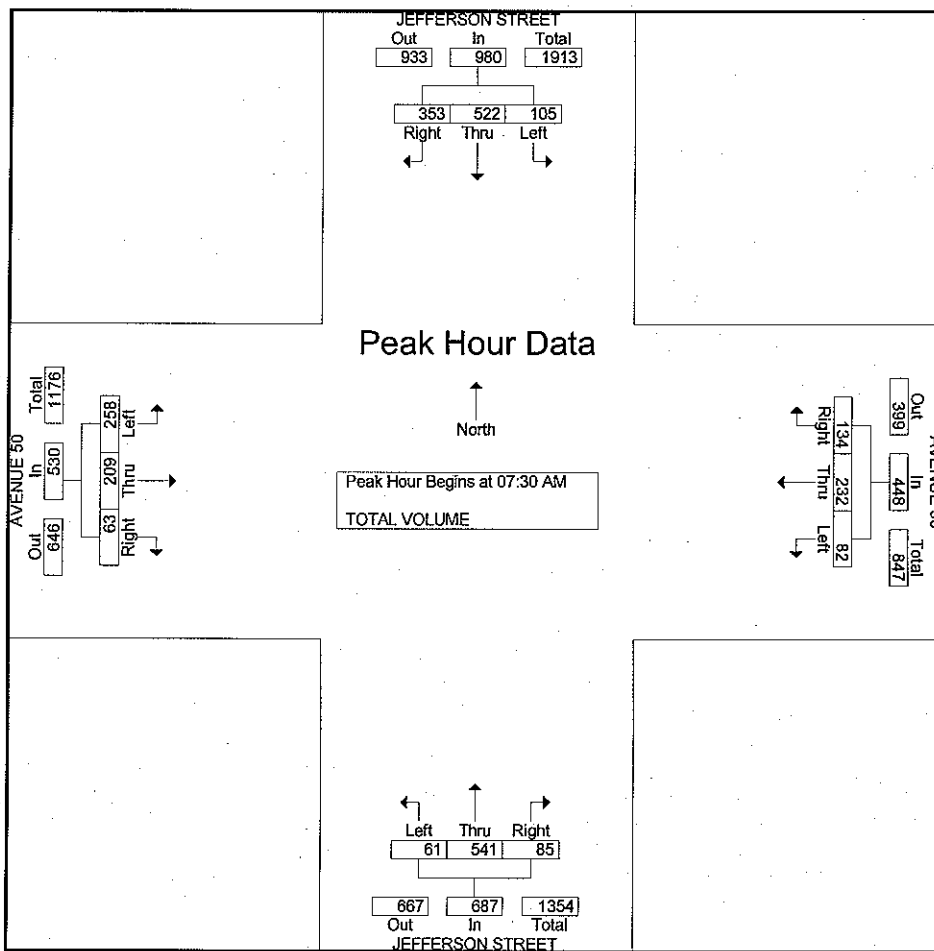 JEFFERSON STREET
Out In Total
933 980 1913
353 522 105
Right Thru Left
Peak Hour Data
North
Peak Hour Begins at 07:30 AM
TOTAL VOLUME
AVENUE 50
Out In Total
646 530 1176
258 209 63
Left Thru Right
Right Thru Left
134 232 82
Out In Total
399 448 847
Left Thru Right
61 541 85
667 687 1354
Out In Total
JEFFERSON STREET